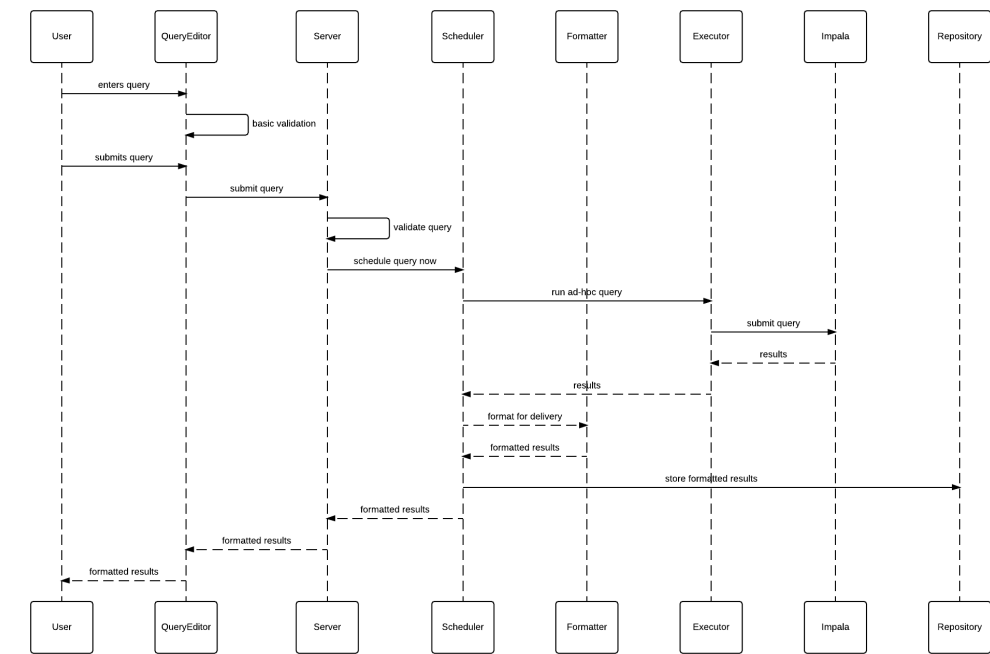 User
QueryEditor
Server
Scheduler
Formatter
Executor
Impala
Repository
enters query
basic validation
submits query
submit query
validate query
schedule query now
run ad-hoc query
submit query
results
results
format for delivery
formatted results
store formatted results
formatted results
formatted results
formatted results
User
QueryEditor
Server
Scheduler
Formatter
Executor
Impala
Repository